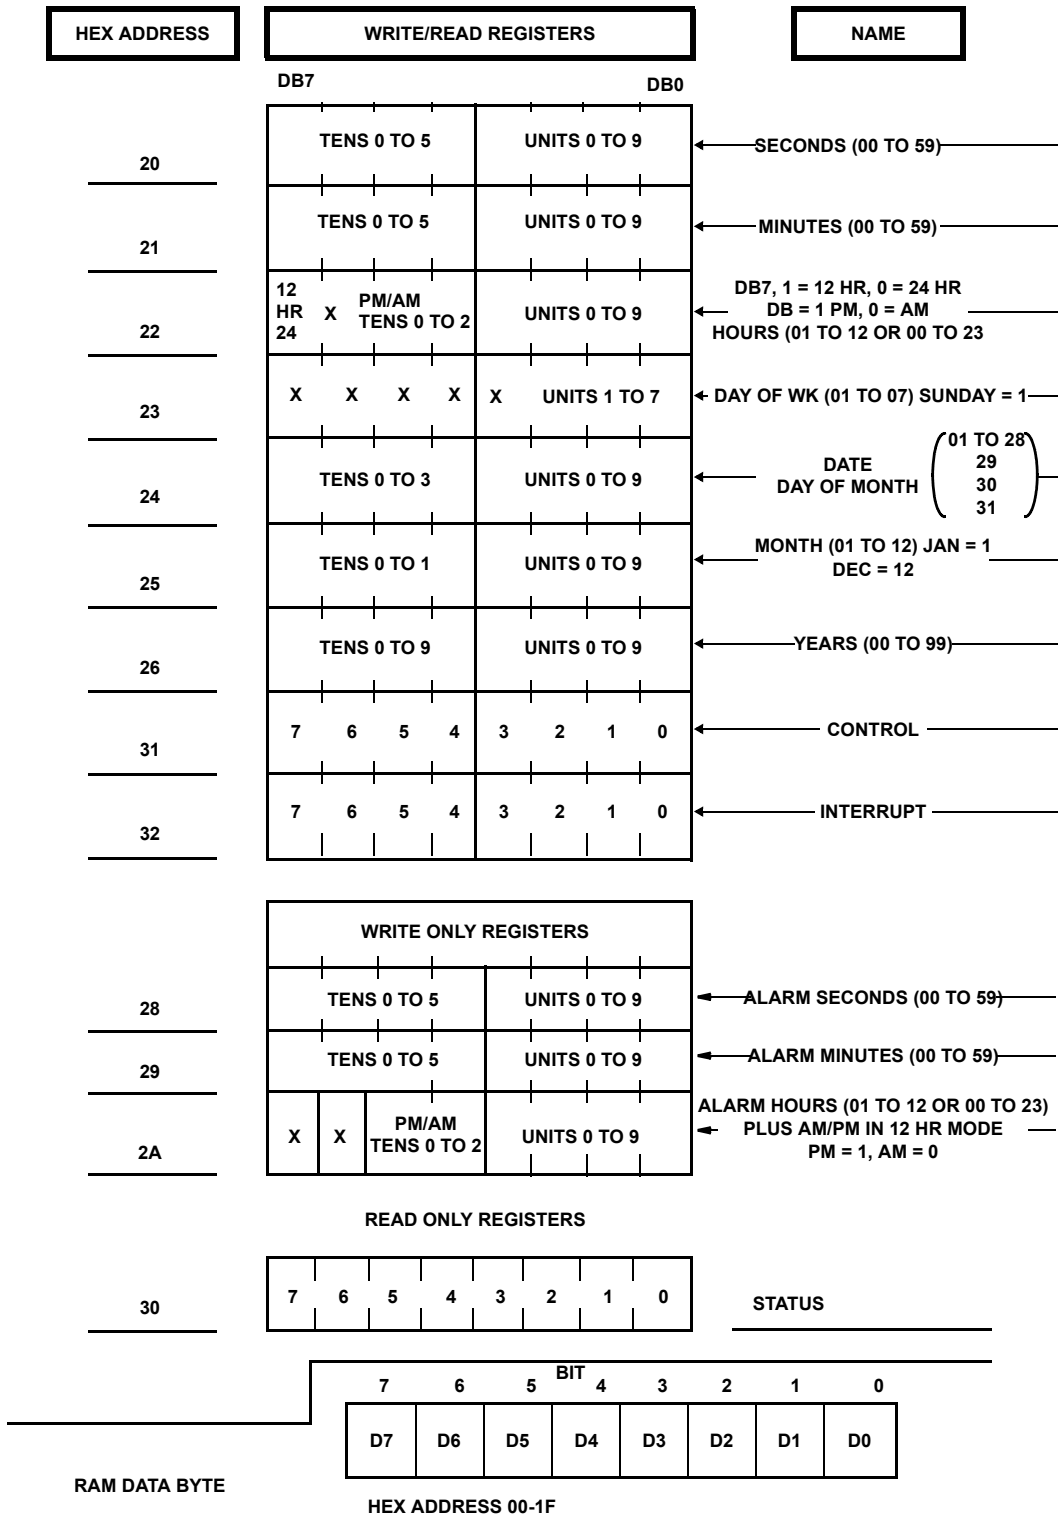 HEX ADDRESS WRITE/READ REGISTERS NAME
DB7 DB0
20 TENS 0 TO 5 UNITS 0 TO 9 SECONDS (00 TO 59)
21 TENS 0 TO 5 UNITS 0 TO 9 MINUTES (00 TO 59)
22
12
HR
24
X
PM/AM
TENS 0 TO 2
UNITS 0 TO 9
DB7, 1 = 12 HR, 0 = 24 HR
DB = 1 PM, 0 = AM
HOURS (01 TO 12 OR 00 TO 23
23 X X X X X UNITS 1 TO 7 DAY OF WK (01 TO 07) SUNDAY = 1
24 TENS 0 TO 3 UNITS 0 TO 9
DATE
DAY OF MONTH
01 TO 28
29
30
31
25 TENS 0 TO 1 UNITS 0 TO 9
MONTH (01 TO 12) JAN = 1
DEC = 12
26 TENS 0 TO 9 UNITS 0 TO 9 YEARS (00 TO 99)
31 7 6 5 4 3 2 1 0 CONTROL
32 7 6 5 4 3 2 1 0 INTERRUPT
WRITE ONLY REGISTERS
28 TENS 0 TO 5 UNITS 0 TO 9 ALARM SECONDS (00 TO 59)
29 TENS 0 TO 5 UNITS 0 TO 9 ALARM MINUTES (00 TO 59)
2A X X
PM/AM
TENS 0 TO 2
UNITS 0 TO 9
ALARM HOURS (01 TO 12 OR 00 TO 23)
PLUS AM/PM IN 12 HR MODE
PM = 1, AM = 0
READ ONLY REGISTERS
30 7 6 5 4 3 2 1 0 STATUS
BIT
7 6 5 4 3 2 1 0
D7 D6 D5 D4 D3 D2 D1 D0
RAM DATA BYTE
HEX ADDRESS 00-1F